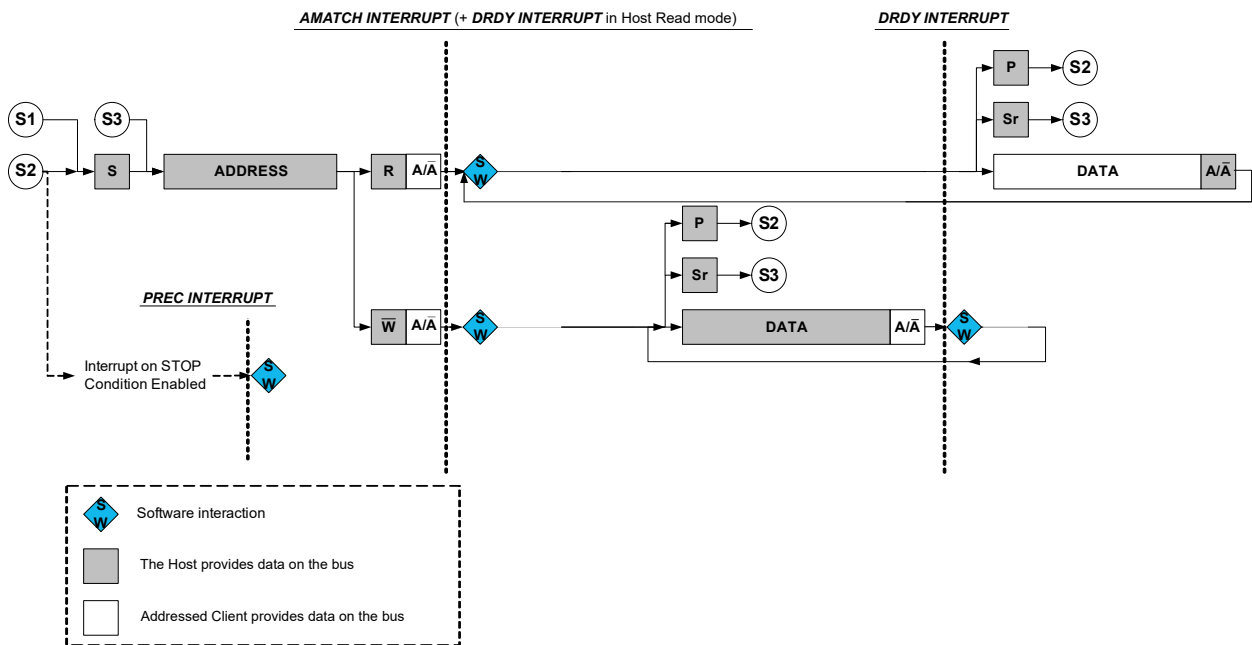 AMATCH INTERRUPT (+ DRDY INTERRUPT in Host Read mode)
DRDY INTERRUPT
P
S2
S1
S3
Sr
S3
S2
S
ADDRESS
R
A/A̅
S
W
DATA
A/A̅
P
S2
Sr
S3
PREC INTERRUPT
W̅
A/A̅
S
W
DATA
A/A̅
S
W
Interrupt on STOP
Condition Enabled
S
W
S
W
Software interaction
The Host provides data on the bus
Addressed Client provides data on the bus